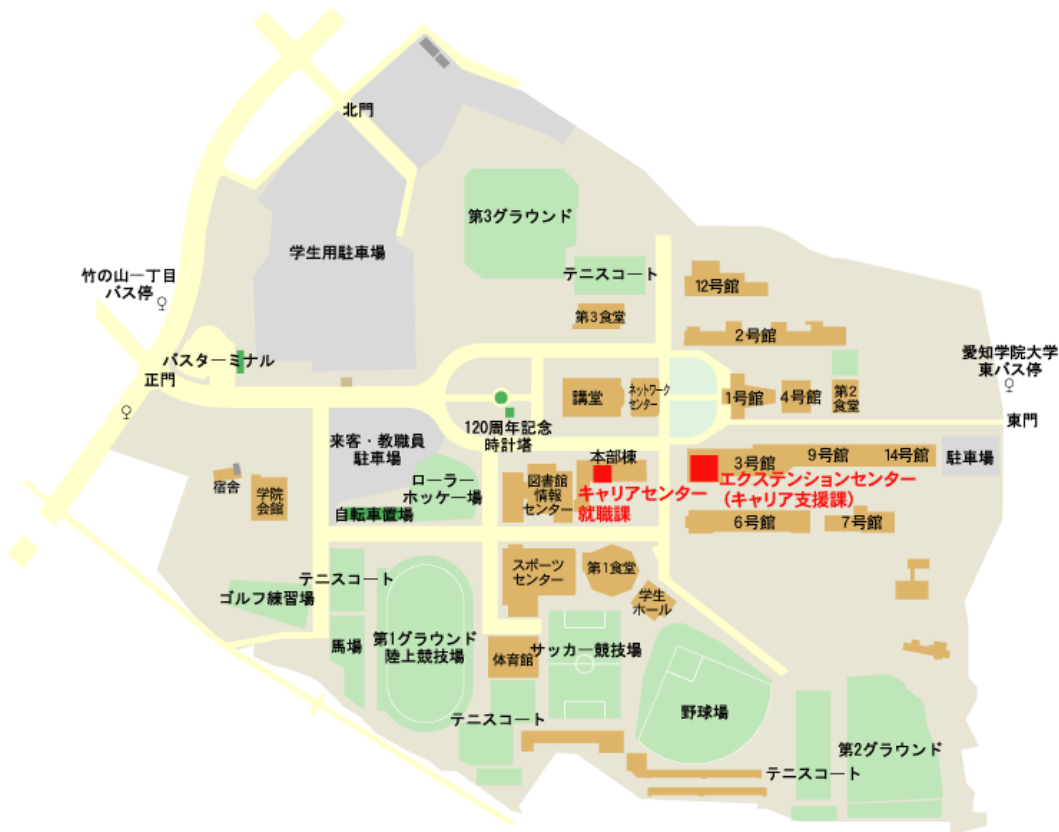 北門
第3グラウンド
学生用駐車場
テニスコート
竹の山一丁目
バス停
12号館
第3食堂
2号館
バスターミナル
愛知学院大学
東バス停
正門
講堂
ネットワーク
センター
1号館
4号館
第2
食堂
東門
120周年記念
時計塔
来客・教職員
駐車場
本部棟
3号館
9号館
14号館
駐車場
ローラー
ホッケー場
図書館
情報
センター
エクステンションセンター
(キャリア支援課)
キャリアセンター
就職課
宿舎
学院
会館
自転車置場
6号館
7号館
スポーツ
センター
第1食堂
テニスコート
ゴルフ練習場
学生
ホール
馬場
第1グラウンド
陸上競技場
体育館
サッカー競技場
テニスコート
野球場
第2グラウンド
テニスコート